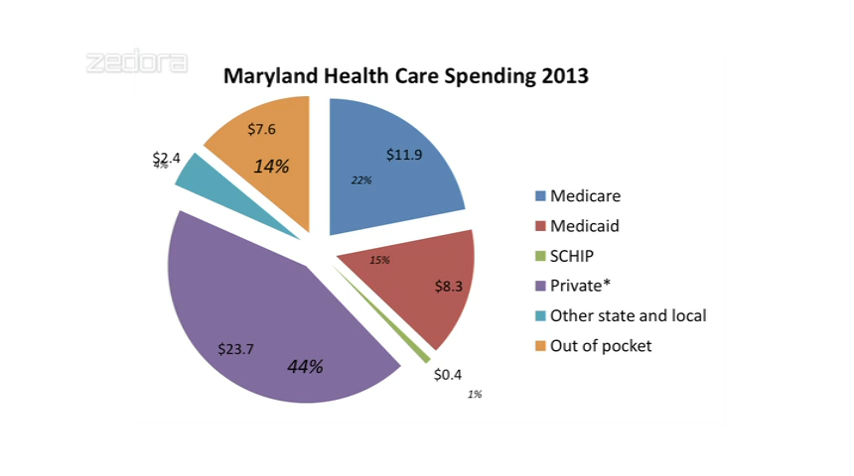 zedora
Maryland Health Care Spending 2013
$7.6
14%
$11.9
22%
$2.4
4%
15%
$8.3
$23.7
44%
$0.4
1%
Medicare
Medicaid
SCHIP
Private*
Other state and local
Out of pocket